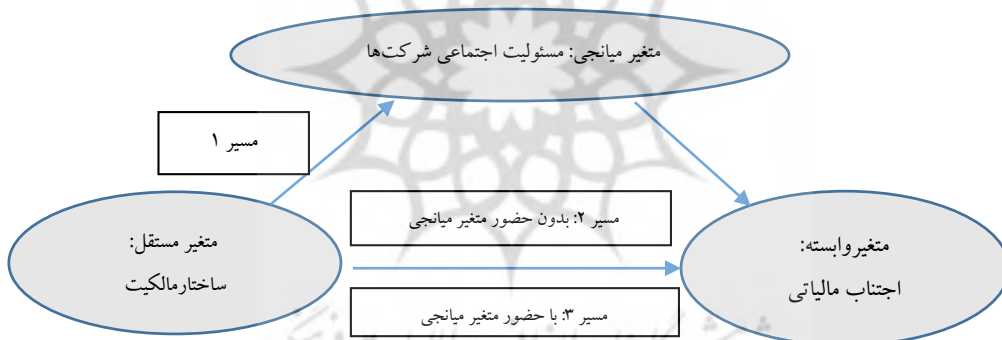 متغیر میانجی: مسئولیت اجتماعی شرکت‌ها
مسیر ۱
مسیر ۲: بدون حضور متغیر میانجی
متغیر مستقل:
ساختارمالکیت
متغیروابسته:
اجتناب مالیاتی
مسیر ۳: با حضور متغیر میانجی